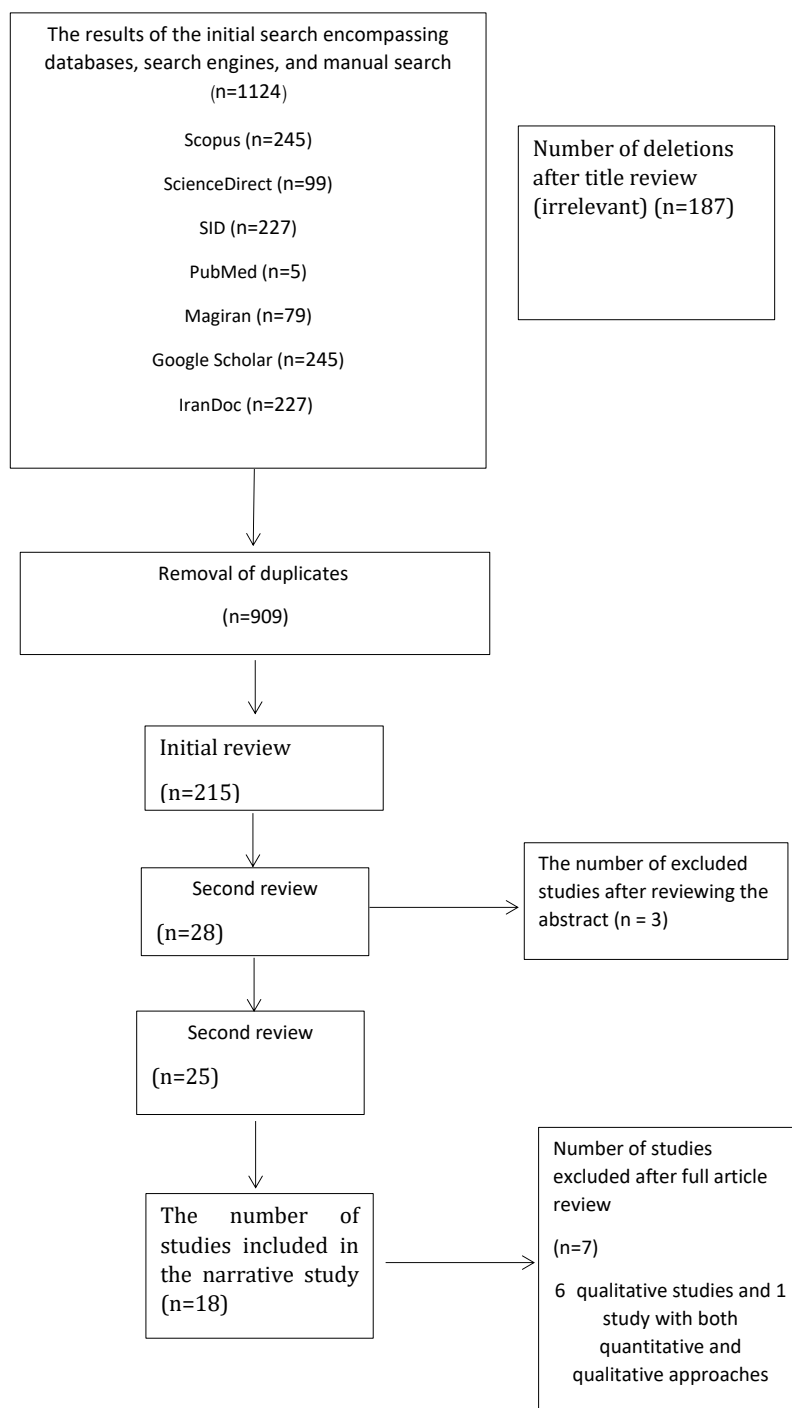 The results of the initial search encompassing
databases, search engines, and manual search
(n=1124)
Scopus (n=245)
ScienceDirect (n=99)
SID (n=227)
PubMed (n=5)
Magiran (n=79)
Google Scholar (n=245)
IranDoc (n=227)
Number of deletions
after title review
(irrelevant) (n=187)
Removal of duplicates
(n=909)
Initial review
(n=215)
Second review
(n=28)
The number of excluded
studies after reviewing the
abstract (n = 3)
Second review
(n=25)
The number of
studies included in
the narrative study
(n=18)
Number of studies
excluded after full article
review
(n=7)
6 qualitative studies and 1
study with both
quantitative and
qualitative approaches